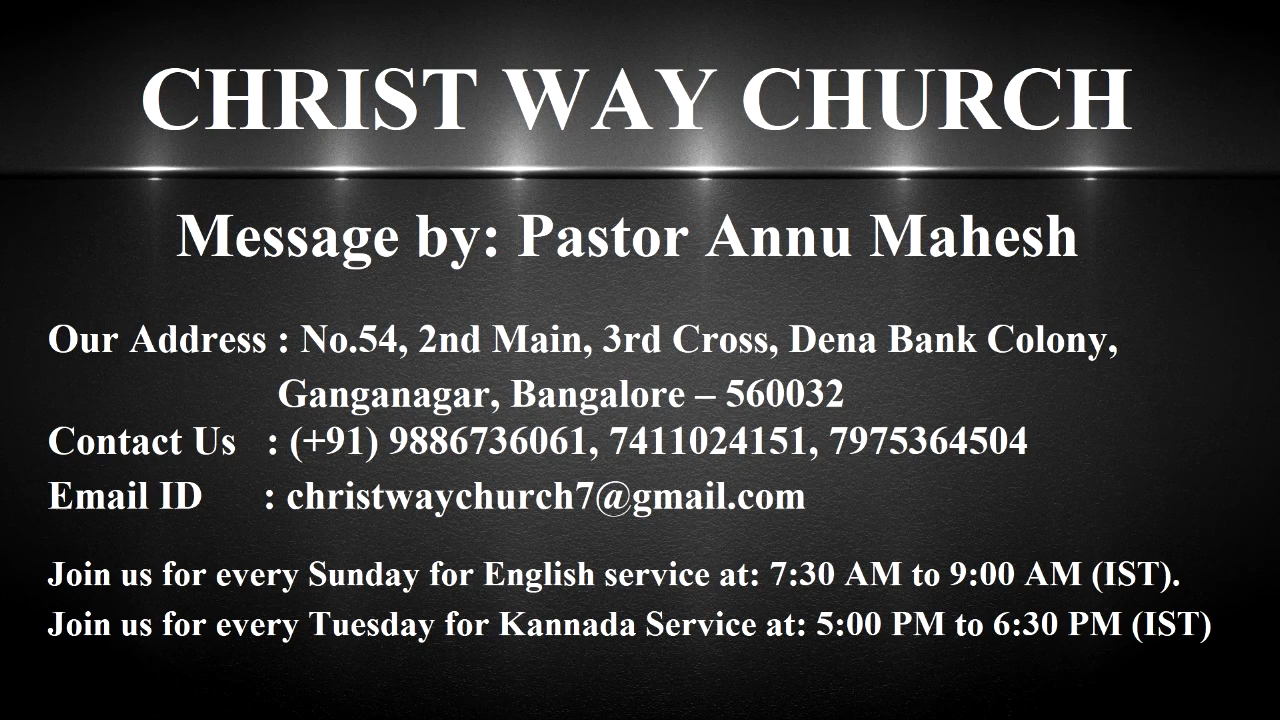 CHRIST WAY CHURCH
Message by: Pastor Annu Mahesh
Our Address : No.54, 2nd Main, 3rd Cross, Dena Bank Colony,
Ganganagar, Bangalore – 560032
Contact Us : (+91) 9886736061, 7411024151, 7975364504
Email ID : christwaychurch7@gmail.com
Join us for every Sunday for English service at: 7:30 AM to 9:00 AM (IST).
Join us for every Tuesday for Kannada Service at: 5:00 PM to 6:30 PM (IST)